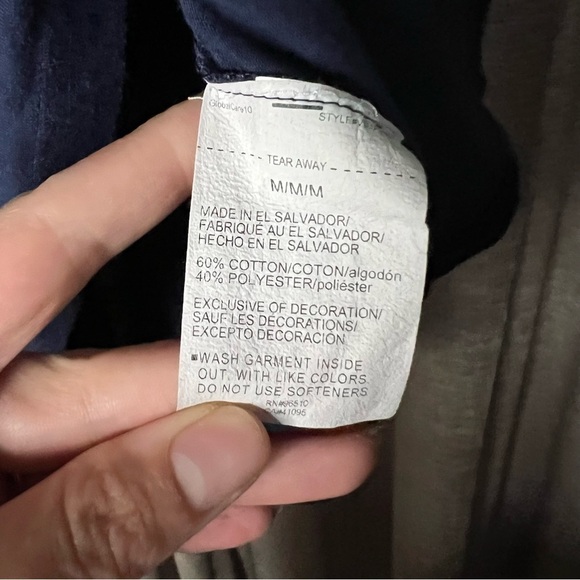 STYLE#
TEAR AWAY
M/M/M
MADE IN EL SALVADOR/
FABRIQUÉ AU EL SALVADOR/
HECHO EN EL SALVADOR
60% COTTON/COTON/algodón
40% POLYESTER/poliéster
EXCLUSIVE OF DECORATION/
SAUF LES DECORATIONS/
EXCEPTO DECORACIÓN
WASH GARMENT INSIDE
OUT, WITH LIKE COLORS.
DO NOT USE SOFTENERS